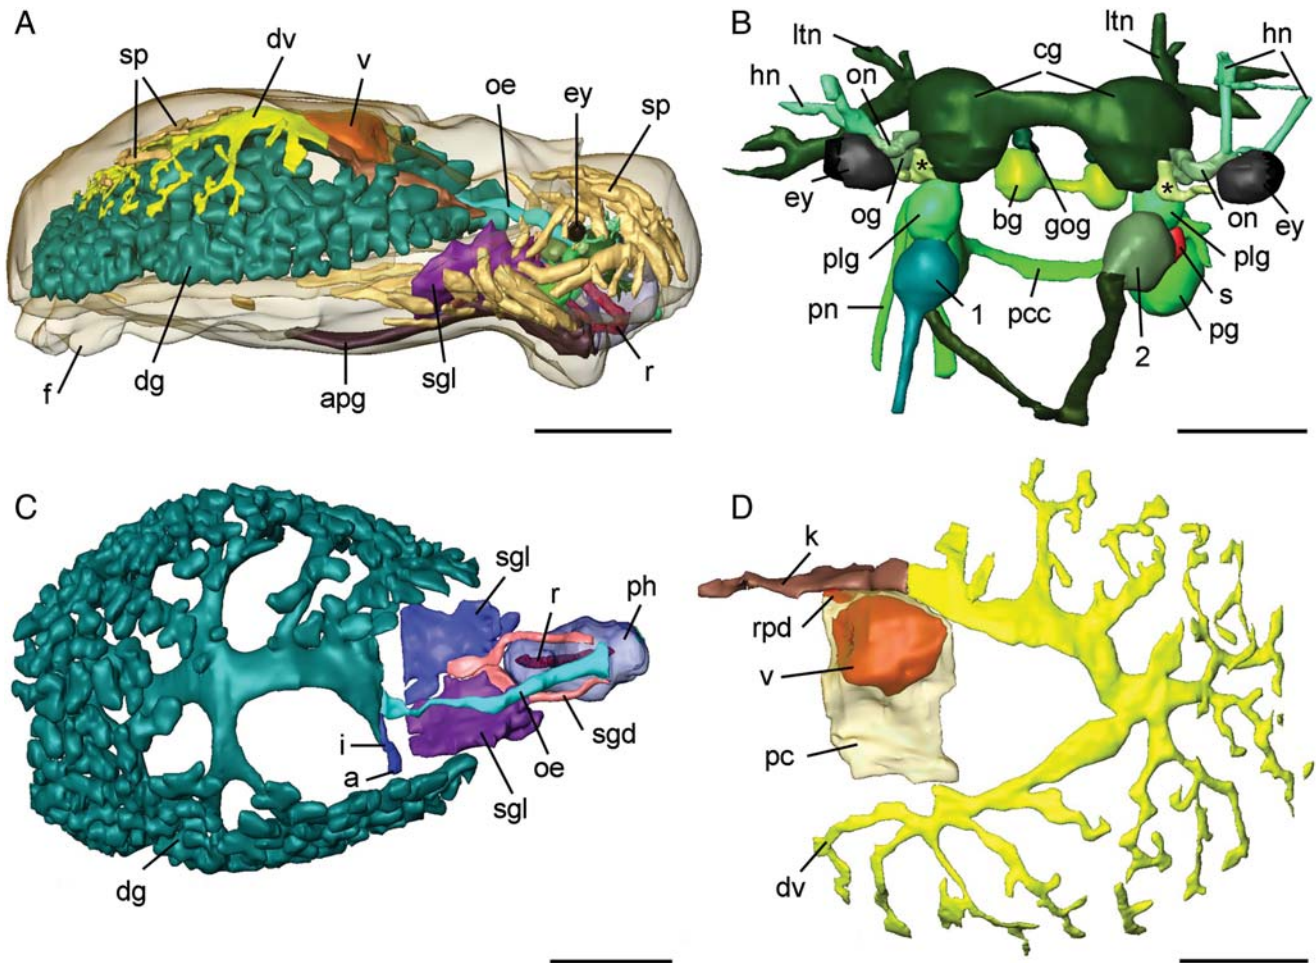 A
sp
dv
v
oe
ey
sp
f
dg
apg
sgl
r
B
ltn
hn
on
cg
ltn
hn
ey
og
*
bg
gog
*
on
ey
plg
plg
pn
1
pcc
2
s
pg
C
sgl
r
ph
i
a
sgl
oe
sgd
dg
D
k
rpd
v
pc
dv